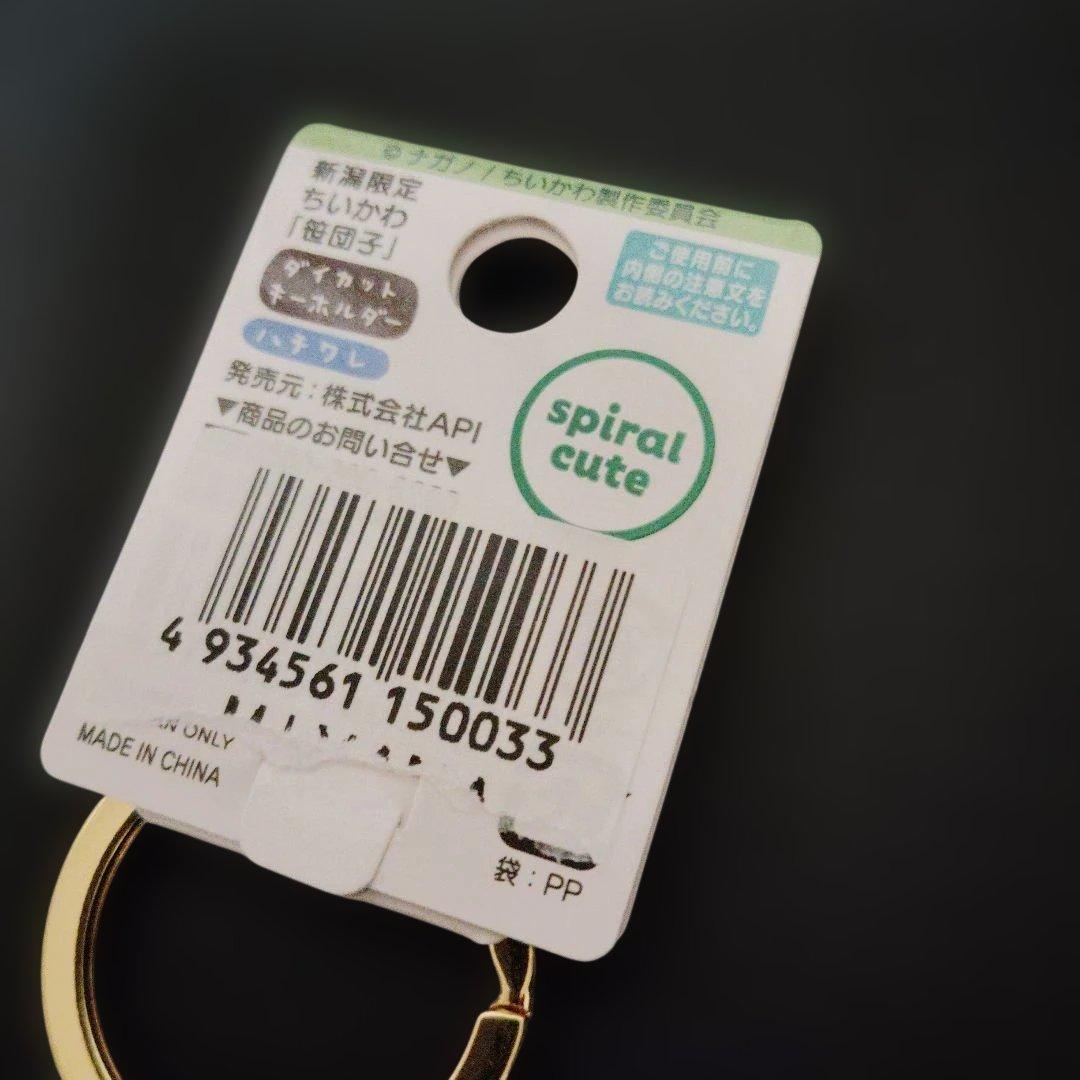 © ナガノ / ちいかわ製作委員会
新潟限定
ちいかわ
「笹団子」
ダイカット
キーホルダー
ハチワレ
ご使用前に
内側の注意文を
お読みください。
発売元：株式会社API
▼商品のお問い合せ▼
spiral
cute
4 934561 150033
ONLY
MADE IN CHINA
袋：PP